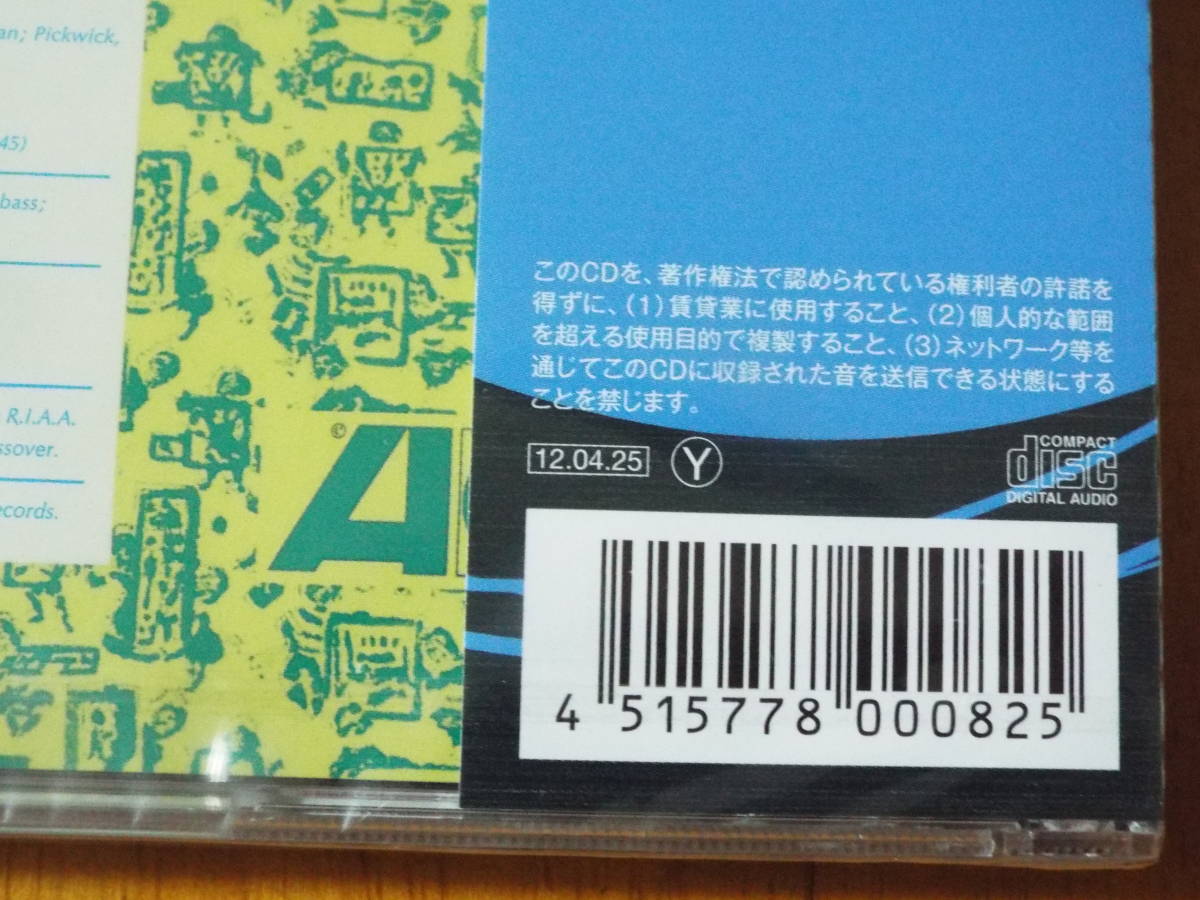 an; Pickwick,
45)
bass;
R.I.A.A.
ssover.
ecords.
©
A
このCDを、著作権法で認められている権利者の許諾を
得ずに、(1)賃貸業に使用すること、(2)個人的な範囲
を超える使用目的で複製すること、(3)ネットワーク等を
通じてこのCDに収録された音を送信できる状態にする
ことを禁じます。
12.04.25 Y
COMPACT
disc
DIGITAL AUDIO
4 515778 000825